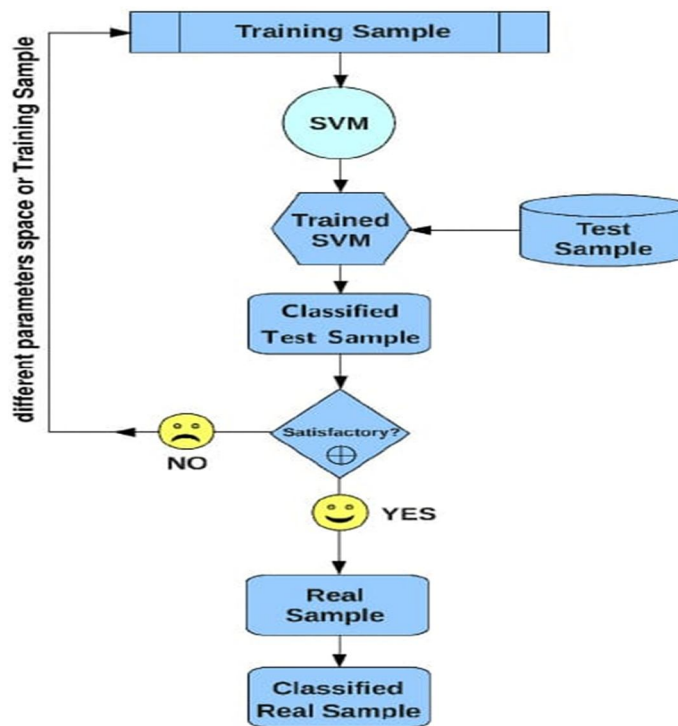 Training Sample
SVM
Trained
SVM
Test
Sample
Classified
Test Sample
Satisfactory?
NO
different parameters space or Training Sample
YES
Real
Sample
Classified
Real Sample